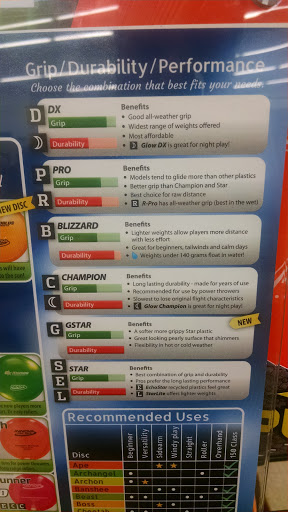 Grip/Durability/Performance
Choose the combination that best fits your needs.
D DX
Grip
Durability
Benefits
• Good all-weather grip
• Widest range of weights offered
• Most affordable
• Glow DX is great for night play!
P PRO
R
Grip
Durability
Benefits
• Models tend to glide more than other plastics
• Better grip than Champion and Star
• Best choice for raw distance
• R R-Pro has all-weather grip (best in the wet)
B BLIZZARD
Grip
Durability
Benefits
• Lighter weights allow players more distance
with less effort
• Great for beginners, tailwinds and calm days
• Weights under 140 grams float in water!
C CHAMPION
C
Grip
Durability
Benefits
• Long lasting durability - made for years of use
• Recommended for use by power throwers
• Slowest to lose original flight characteristics
• Glow Champion is great for night play!
G GSTAR
Grip
Durability
NEW
Benefits
• A softer more grippy Star plastic
• Great looking pearly surface that shimmers
• Flexibility in hot or cold weather
S STAR
E
L
Grip
Durability
Benefits
• Best combination of grip and durability
• Pros prefer the long lasting performance
• E EchoStar recycled plastic feel great
• L StarLite offers lighter weights
Recommended Uses
Disc
Beginner
Versatility
Sidearm
Windy play
Straight
Roller
Overhand
150 Class
Ape
Archangel
Archon
Banshee
Beast
Boss
NEW DISC